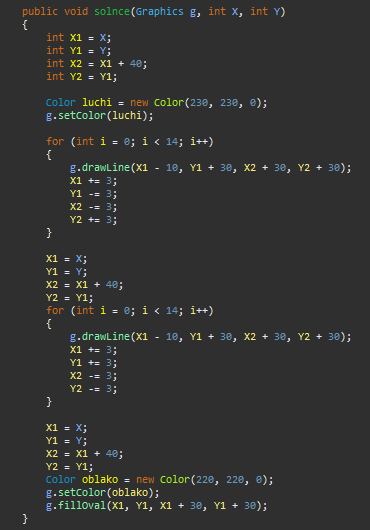 public void solnce(Graphics g, int X, int Y)
{
int X1 = X;
int Y1 = Y;
int X2 = X1 + 40;
int Y2 = Y1;
Color luchi = new Color(230, 230, 0);
g.setColor(luchi);
for (int i = 0; i < 14; i++)
{
g.drawLine(X1 - 10, Y1 + 30, X2 + 30, Y2 + 30);
X1 += 3;
Y1 -= 3;
X2 -= 3;
Y2 += 3;
}
X1 = X;
Y1 = Y;
X2 = X1 + 40;
Y2 = Y1;
for (int i = 0; i < 14; i++)
{
g.drawLine(X1 - 10, Y1 + 30, X2 + 30, Y2 + 30);
X1 += 3;
Y1 += 3;
X2 -= 3;
Y2 -= 3;
}
X1 = X;
Y1 = Y;
X2 = X1 + 40;
Y2 = Y1;
Color oblako = new Color(220, 220, 0);
g.setColor(oblako);
g.fillOval(X1, Y1, X1 + 30, Y1 + 30);
}